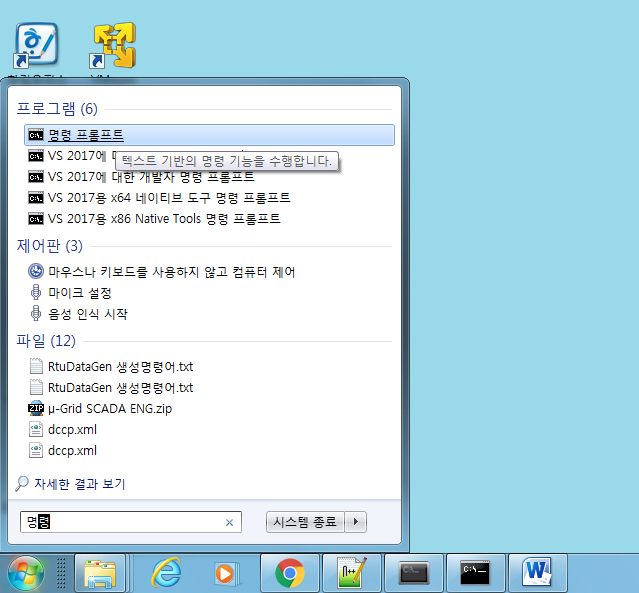 프로그램 (6)
명령 프롬프트
VS 2017에
텍스트 기반의 명령 기능을 수행합니다.
VS 2017에 대한 개발자 명령 프롬프트
VS 2017용 x64 네이티브 도구 명령 프롬프트
VS 2017용 x86 Native Tools 명령 프롬프트
제어판 (3)
마우스나 키보드를 사용하지 않고 컴퓨터 제어
마이크 설정
음성 인식 시작
파일 (12)
RtuDataGen 생성명령어.txt
RtuDataGen 생성명령어.txt
μ-Grid SCADA ENG.zip
dccp.xml
dccp.xml
자세한 결과 보기
명령
시스템 종료